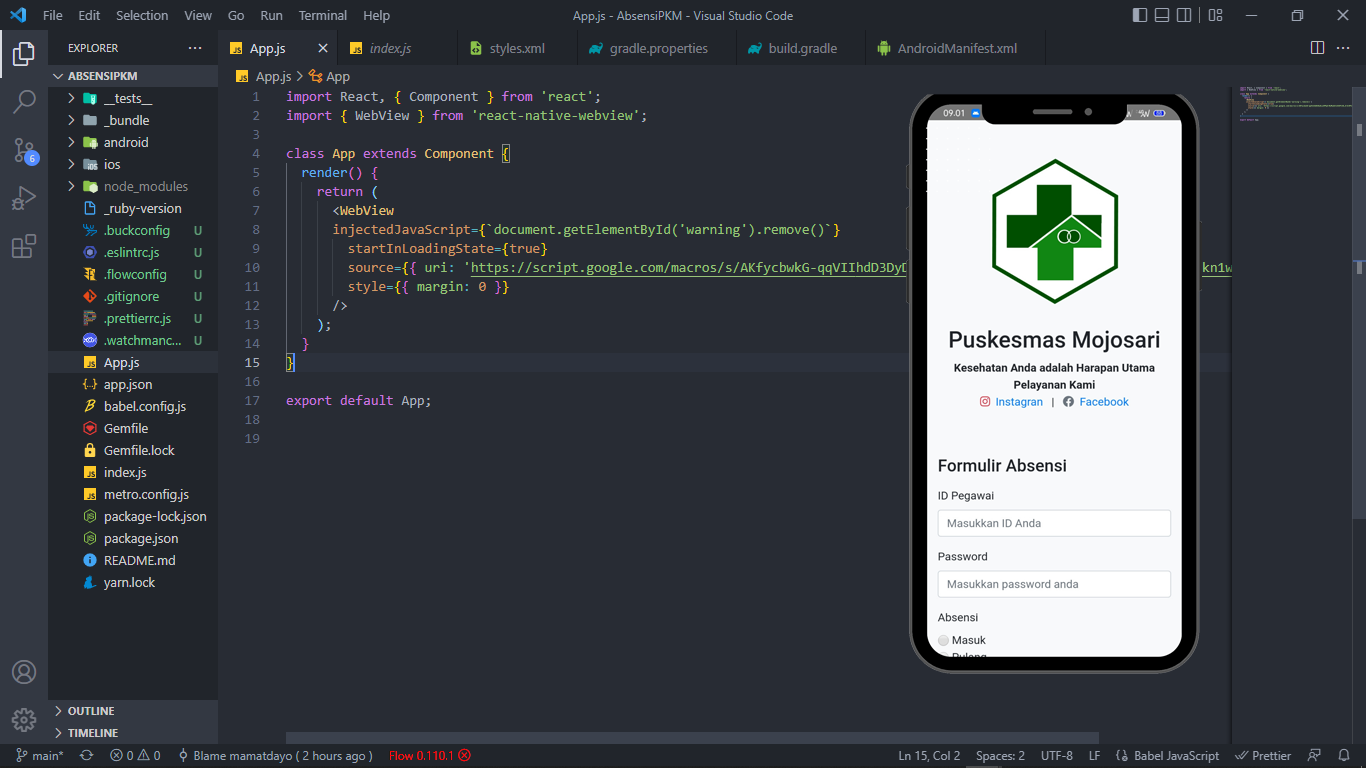 File Edit Selection View Go Run Terminal Help
App.js - AbsensiPKM - Visual Studio Code
EXPLORER
ABSENSIPKM
__tests__
_bundle
android
ios
node_modules
_ruby-version
.buckconfig U
.eslintrc.js U
.flowconfig U
.gitignore U
.prettierrc.js U
.watchmanc... U
App.js
app.json
babel.config.js
Gemfile
Gemfile.lock
index.js
metro.config.js
package-lock.json
package.json
README.md
yarn.lock
OUTLINE
TIMELINE
6
App.js index.js styles.xml gradle.properties build.gradle AndroidManifest.xml
App.js > App
1 import React, { Component } from 'react';
2 import { WebView } from 'react-native-webview';
3
4 class App extends Component {
5 render() {
6 return (
7 <WebView
8 injectedJavaScript={`document.getElementById('warning').remove()`}
9 startInLoadingState={true}
10 source={{ uri: 'https://script.google.com/macros/s/AKfycbwkG-qqVIIhdD3DyD kn1w
11 style={{ margin: 0 }}
12 />
13 );
14 }
15 }
16
17 export default App;
18
19
09.01
Puskesmas Mojosari
Kesehatan Anda adalah Harapan Utama
Pelayanan Kami
Instagran | Facebook
Formulir Absensi
ID Pegawai
Masukkan ID Anda
Password
Masukkan password anda
Absensi
Masuk
Pulang
main* 0 0 Blame mamatdayo ( 2 hours ago ) Flow 0.110.1 Ln 15, Col 2 Spaces: 2 UTF-8 LF Babel JavaScript Prettier